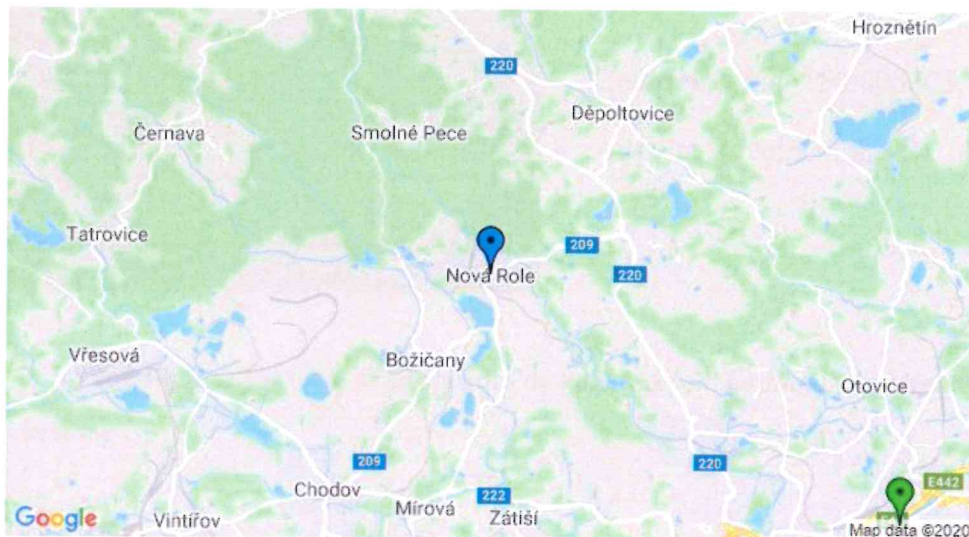 Hroznětín
220
Děpoltovice
Černava
Smolné Pece
Tatrovice
209
Nová Role
220
Vřesová
Božičany
Otovice
209
220
E442
Chodov
222
Mírová
Zátiší
Vintířov
Google
Map data ©2020